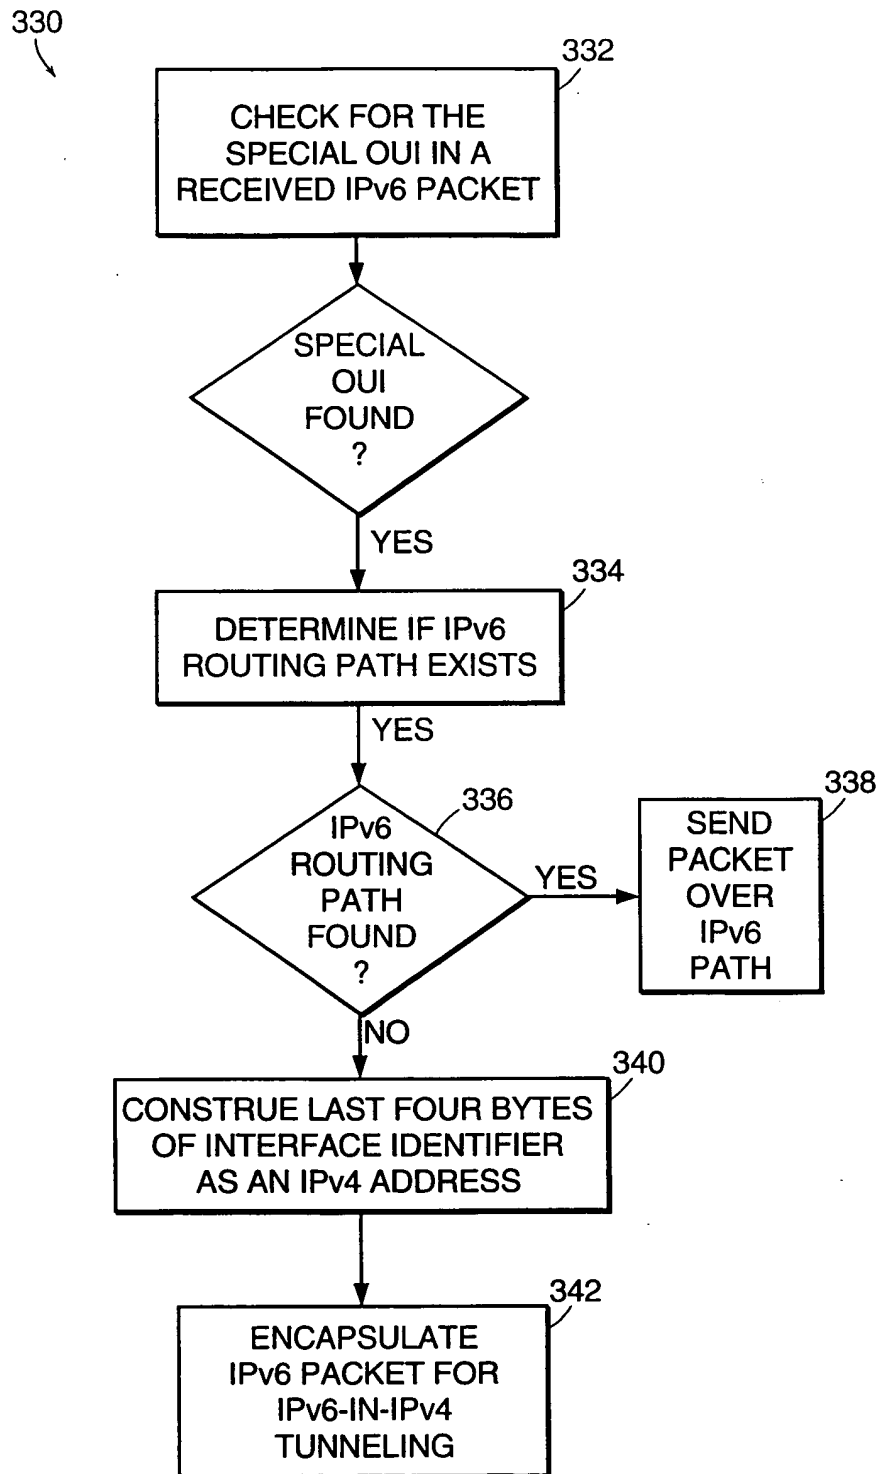 330
332
CHECK FOR THE
SPECIAL OUI IN A
RECEIVED IPv6 PACKET
SPECIAL
OUI
FOUND
?
YES
334
DETERMINE IF IPv6
ROUTING PATH EXISTS
YES
336
IPv6
ROUTING
PATH
FOUND
?
YES
338
SEND
PACKET
OVER
IPv6
PATH
NO
340
CONSTRUE LAST FOUR BYTES
OF INTERFACE IDENTIFIER
AS AN IPv4 ADDRESS
342
ENCAPSULATE
IPv6 PACKET FOR
IPv6-IN-IPv4
TUNNELING